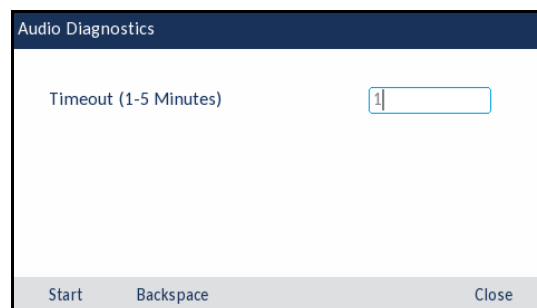 Audio Diagnostics
Timeout (1-5 Minutes) 1
Start Backspace Close